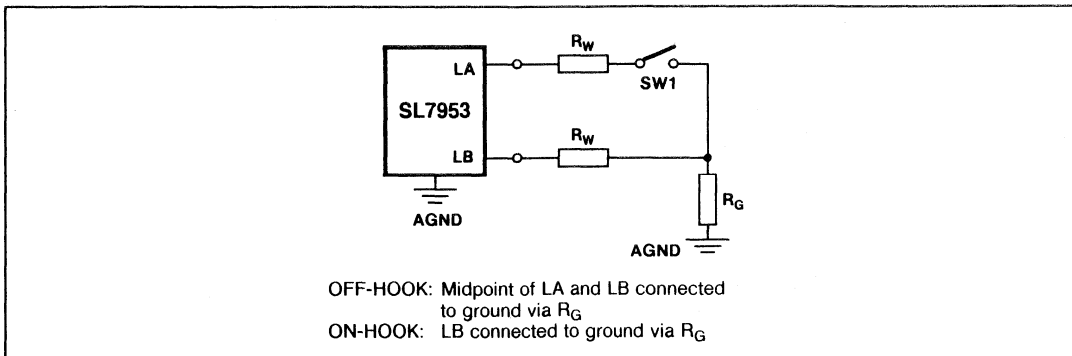 R_W
LA
SW1
SL7953
R_W
LB
R_G
AGND
AGND
OFF-HOOK: Midpoint of LA and LB connected
to ground via R_G
ON-HOOK: LB connected to ground via R_G